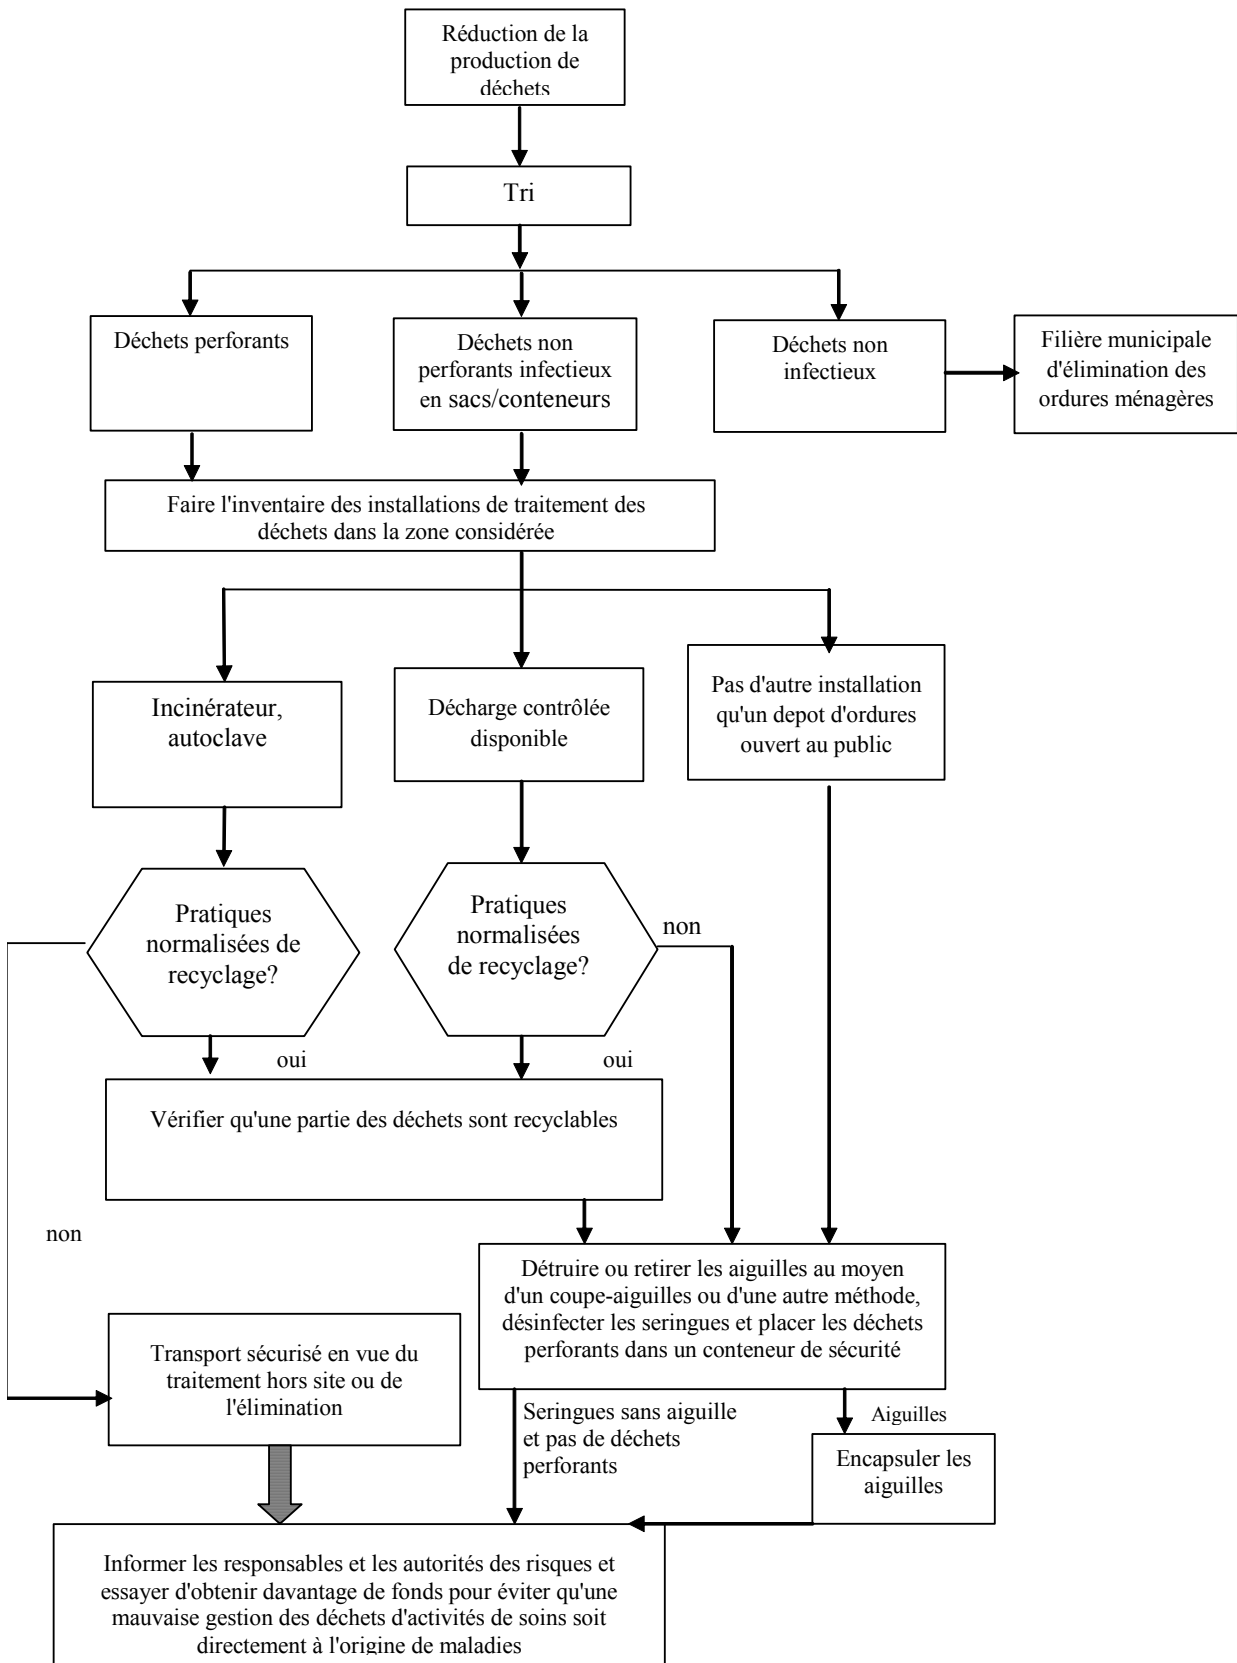 Réduction de la
production de
déchets
Tri
Déchets perforants
Déchets non
perforants infectieux
en sacs/conteneurs
Déchets non
infectieux
Filière municipale
d'élimination des
ordures ménagères
Faire l'inventaire des installations de traitement des
déchets dans la zone considérée
Incinérateur,
autoclave
Décharge contrôlée
disponible
Pas d'autre installation
qu'un depot d'ordures
ouvert au public
Pratiques
normalisées de
recyclage?
Pratiques
normalisées
de recyclage?
non
oui
oui
Vérifier qu'une partie des déchets sont recyclables
non
Détruire ou retirer les aiguilles au moyen
d'un coupe-aiguilles ou d'une autre méthode,
désinfecter les seringues et placer les déchets
perforants dans un conteneur de sécurité
Transport sécurisé en vue du
traitement hors site ou de
l'élimination
Seringues sans aiguille
et pas de déchets
perforants
Aiguilles
Encapsuler les
aiguilles
Informer les responsables et les autorités des risques et
essayer d'obtenir davantage de fonds pour éviter qu'une
mauvaise gestion des déchets d'activités de soins soit
directement à l'origine de maladies